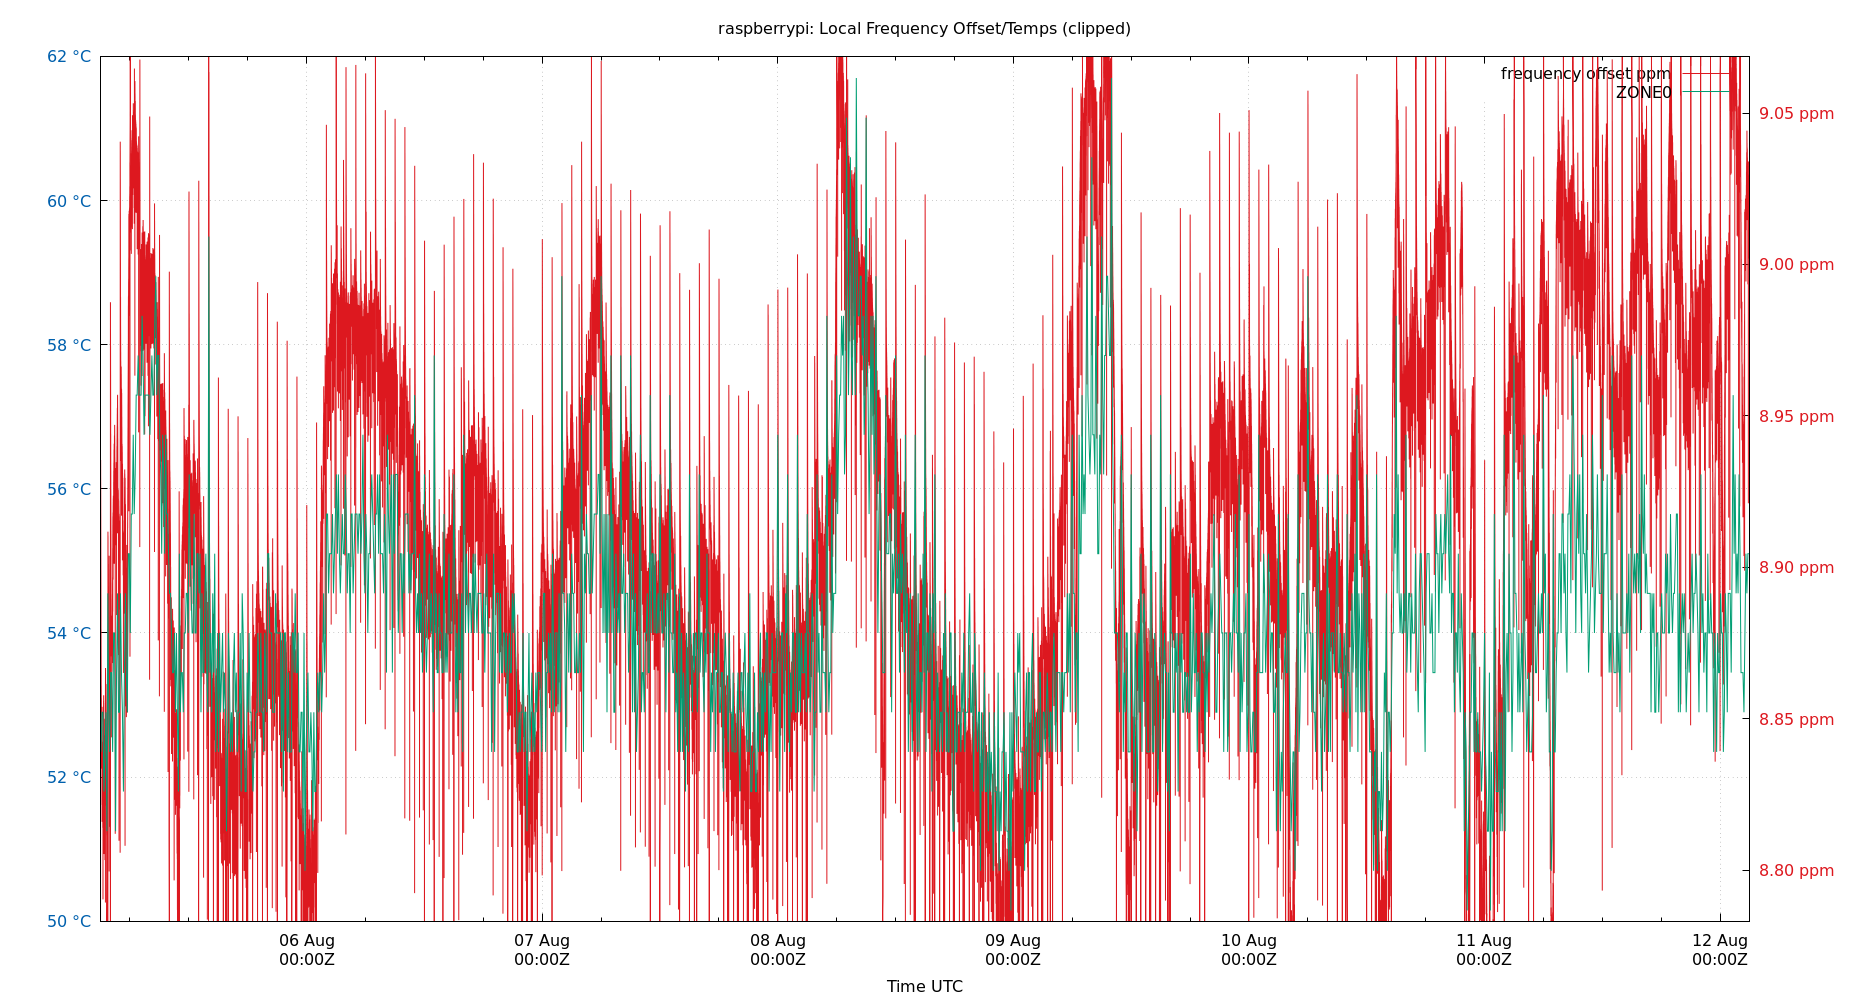 raspberrypi: Local Frequency Offset/Temps (clipped)
62 °C
60 °C
58 °C
56 °C
54 °C
52 °C
50 °C
frequency offset ppm
ZONE0
9.05 ppm
9.00 ppm
8.95 ppm
8.90 ppm
8.85 ppm
8.80 ppm
06 Aug
00:00Z
07 Aug
00:00Z
08 Aug
00:00Z
09 Aug
00:00Z
10 Aug
00:00Z
11 Aug
00:00Z
12 Aug
00:00Z
Time UTC